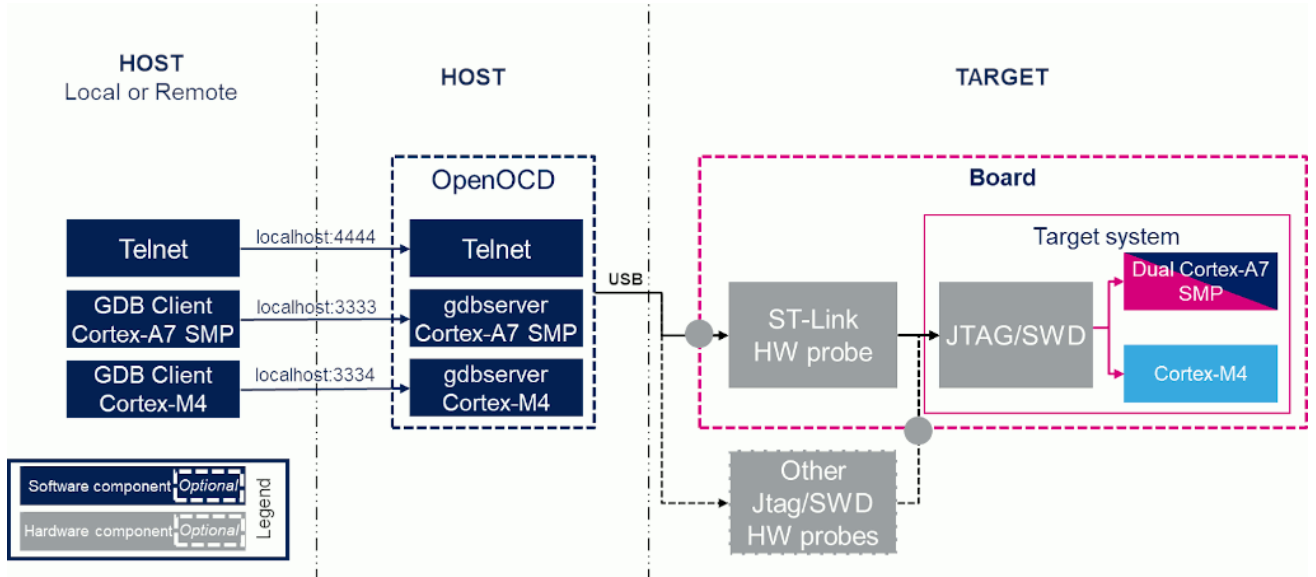 HOST
Local or Remote
HOST
TARGET
OpenOCD
Board
Telnet
localhost:4444
Telnet
Target system
Dual Cortex-A7
SMP
USB
GDB Client
Cortex-A7 SMP
localhost:3333
gdbserver
Cortex-A7 SMP
ST-Link
HW probe
JTAG/SWD
GDB Client
Cortex-M4
localhost:3334
gdbserver
Cortex-M4
Cortex-M4
Other
Jtag/SWD
HW probes
Software component
Optional
Hardware component
Optional
Legend